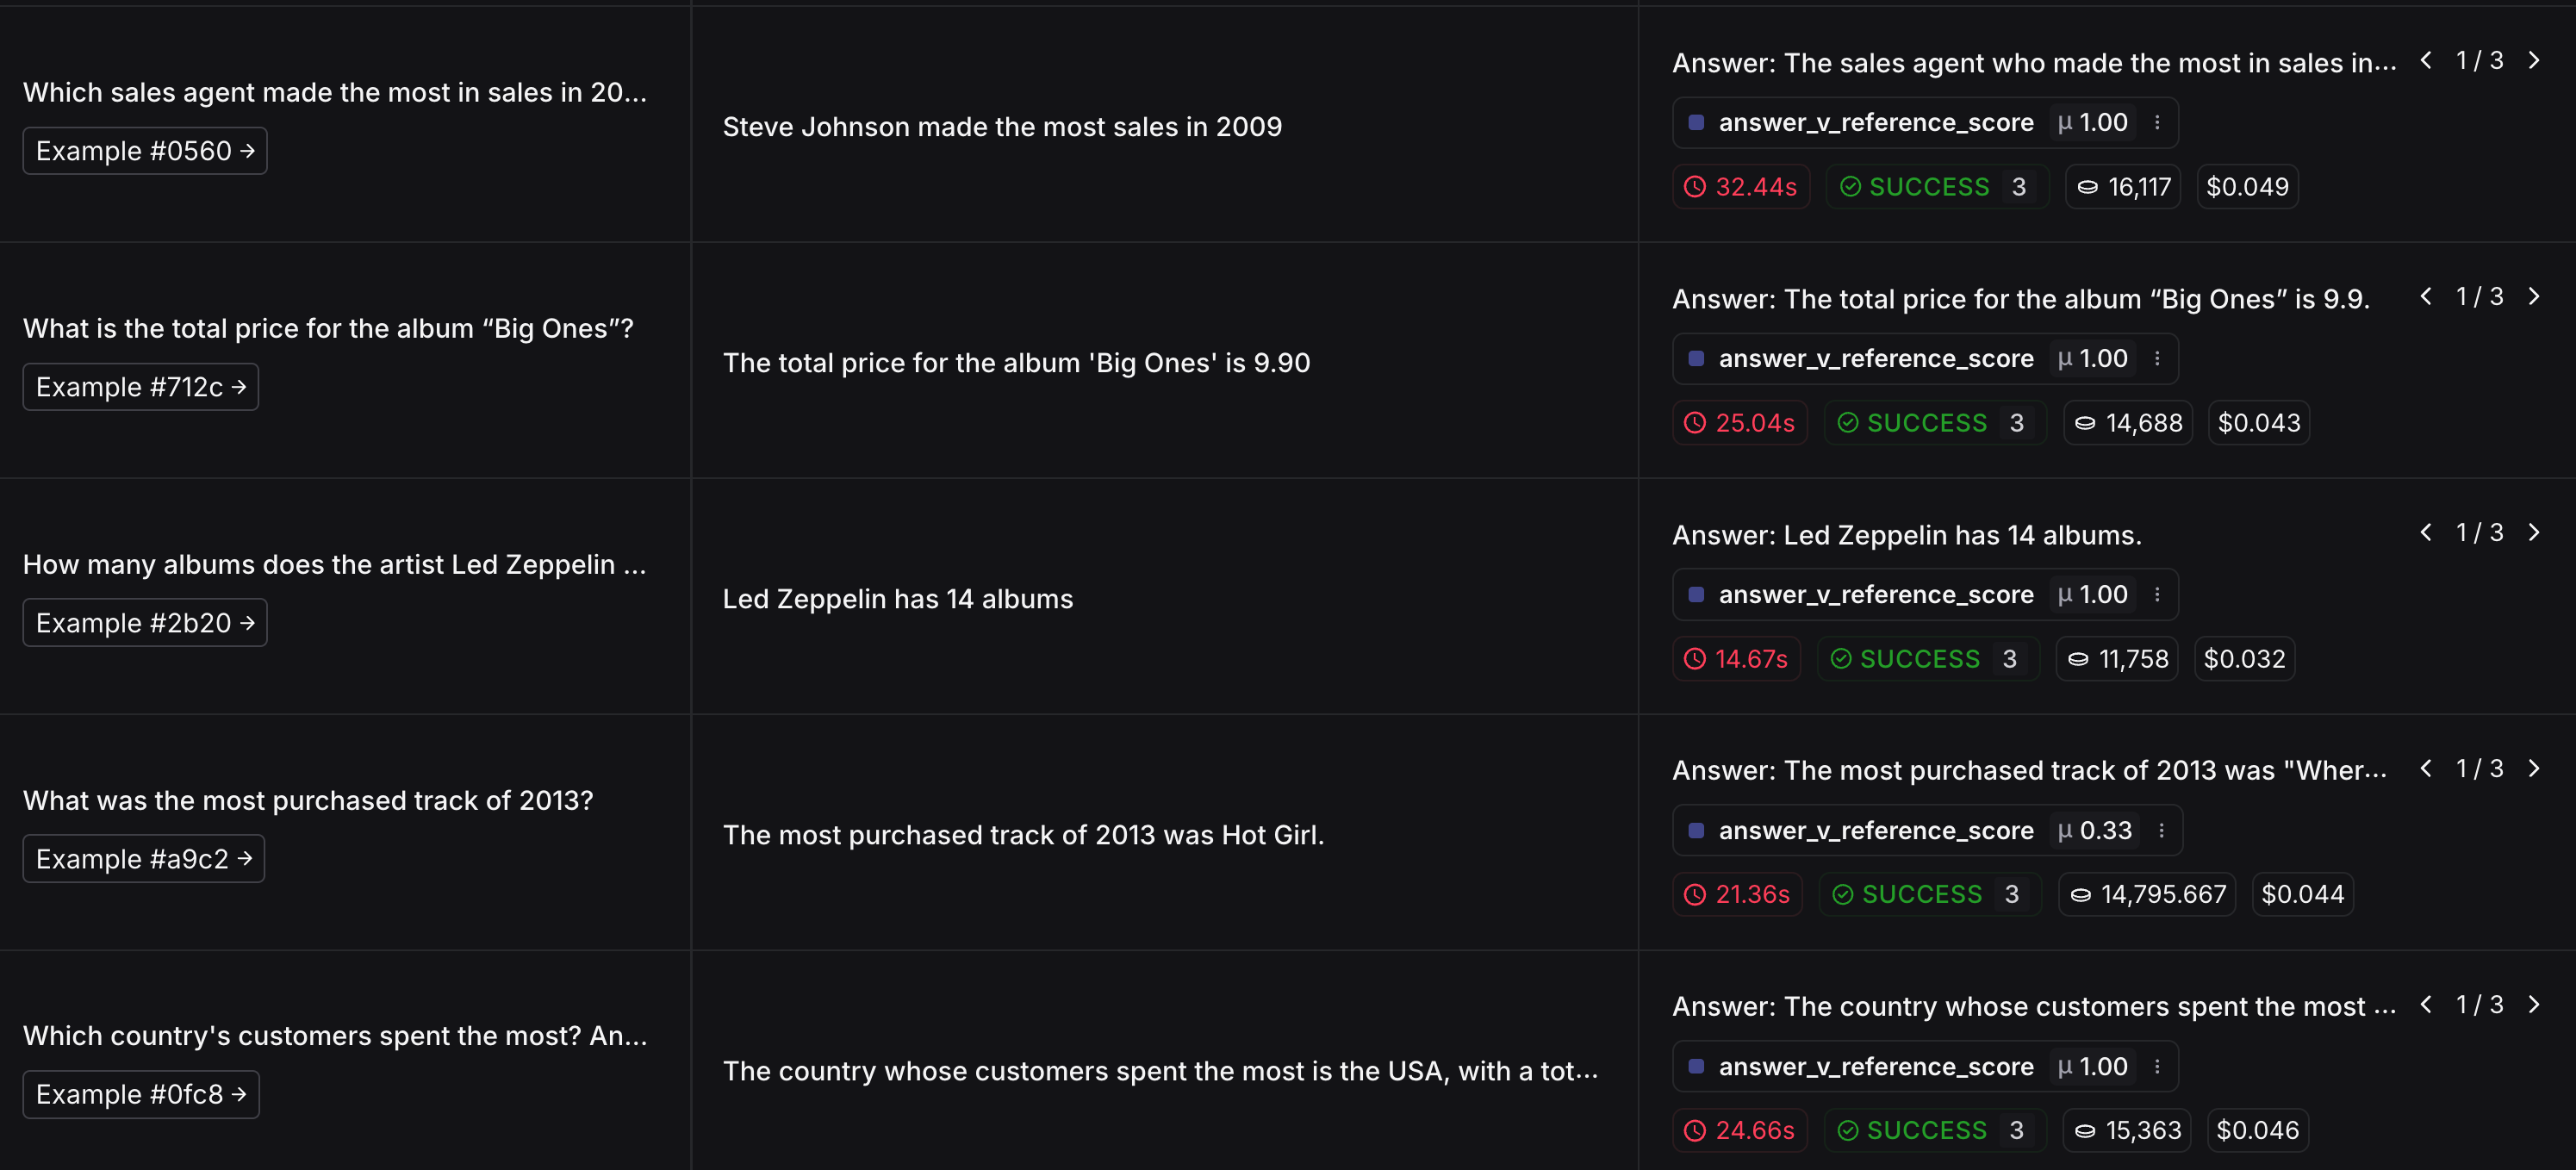 Which sales agent made the most in sales in 20...
Example #0560 →
Steve Johnson made the most sales in 2009
Answer: The sales agent who made the most in sales in...
1 / 3
answer_v_reference_score μ 1.00
32.44s SUCCESS 3 16,117 $0.049
What is the total price for the album “Big Ones”?
Example #712c →
The total price for the album 'Big Ones' is 9.90
Answer: The total price for the album “Big Ones” is 9.9.
1 / 3
answer_v_reference_score μ 1.00
25.04s SUCCESS 3 14,688 $0.043
How many albums does the artist Led Zeppelin ...
Example #2b20 →
Led Zeppelin has 14 albums
Answer: Led Zeppelin has 14 albums.
1 / 3
answer_v_reference_score μ 1.00
14.67s SUCCESS 3 11,758 $0.032
What was the most purchased track of 2013?
Example #a9c2 →
The most purchased track of 2013 was Hot Girl.
Answer: The most purchased track of 2013 was "Wher...
1 / 3
answer_v_reference_score μ 0.33
21.36s SUCCESS 3 14,795.667 $0.044
Which country's customers spent the most? An...
Example #0fc8 →
The country whose customers spent the most is the USA, with a tot...
Answer: The country whose customers spent the most ...
1 / 3
answer_v_reference_score μ 1.00
24.66s SUCCESS 3 15,363 $0.046